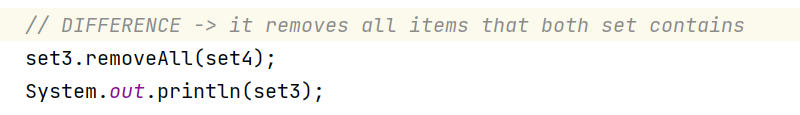 // DIFFERENCE -> it removes all items that both set contains
set3.removeAll(set4);
System.out.println(set3);